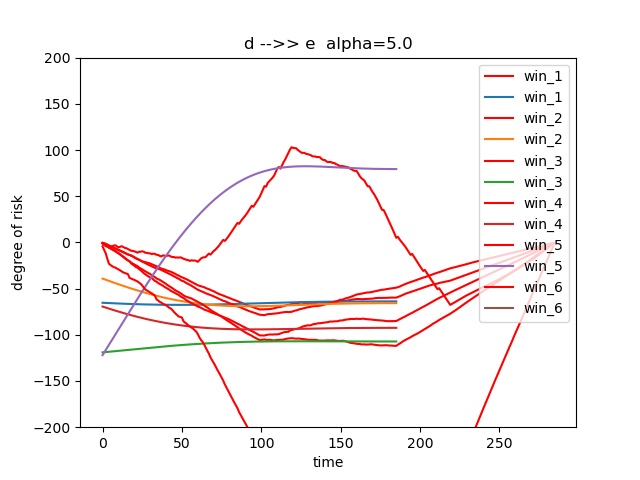 d -->> e  alpha=5.0
degree of risk
200
150
100
50
0
−50
−100
−150
−200
0
50
100
150
200
250
time
win_1
win_1
win_2
win_2
win_3
win_3
win_4
win_4
win_5
win_5
win_6
win_6